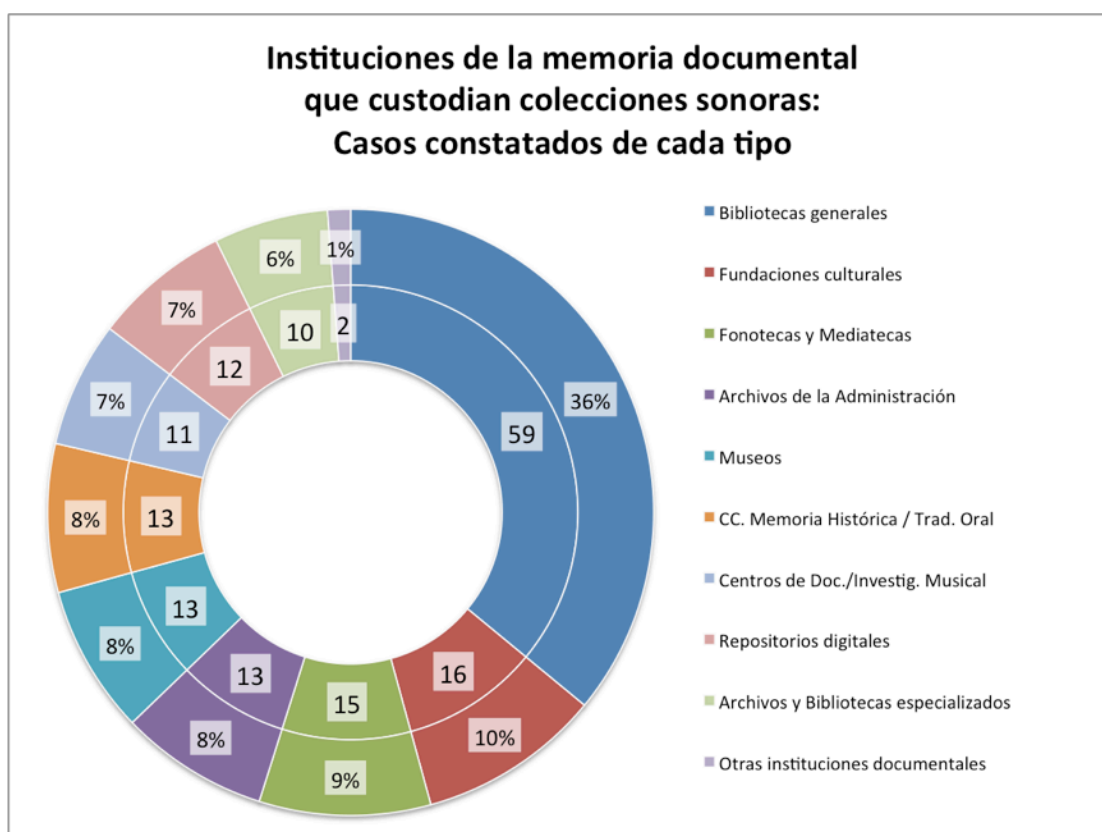 Instituciones de la memoria documental
que custodian colecciones sonoras:
Casos constatados de cada tipo
Bibliotecas generales
Fundaciones culturales
Fonotecas y Mediatecas
Archivos de la Administración
Museos
CC. Memoria Histórica / Trad. Oral
Centros de Doc./Investig. Musical
Repositorios digitales
Archivos y Bibliotecas especializados
Otras instituciones documentales
36%
59
10%
16
9%
15
8%
13
8%
13
8%
13
7%
11
7%
12
6%
10
1%
2